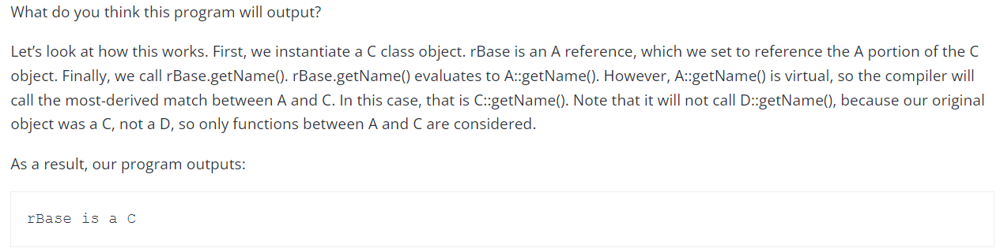 What do you think this program will output?
Let’s look at how this works. First, we instantiate a C class object. rBase is an A reference, which we set to reference the A portion of the C
object. Finally, we call rBase.getName(). rBase.getName() evaluates to A::getName(). However, A::getName() is virtual, so the compiler will
call the most-derived match between A and C. In this case, that is C::getName(). Note that it will not call D::getName(), because our original
object was a C, not a D, so only functions between A and C are considered.
As a result, our program outputs:
rBase is a C